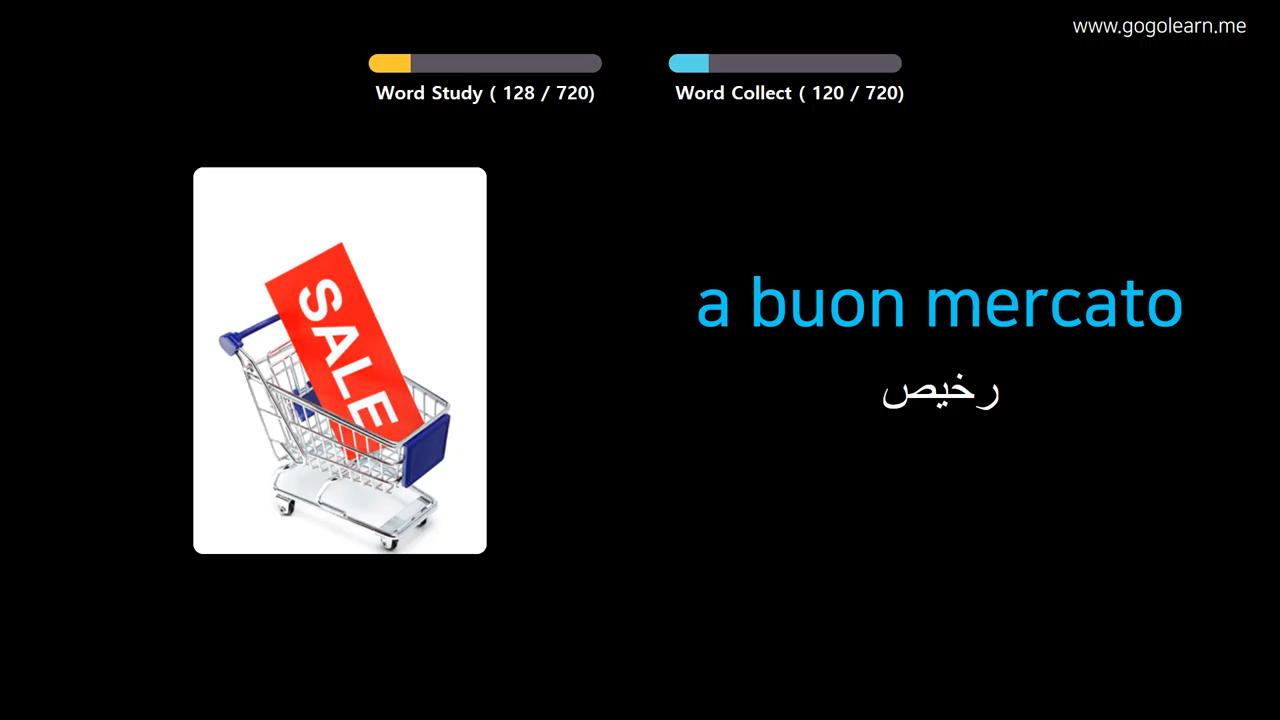 www.gogolearn.me
Word Study ( 128 / 720)
Word Collect ( 120 / 720)
SALE
a buon mercato
رخيص